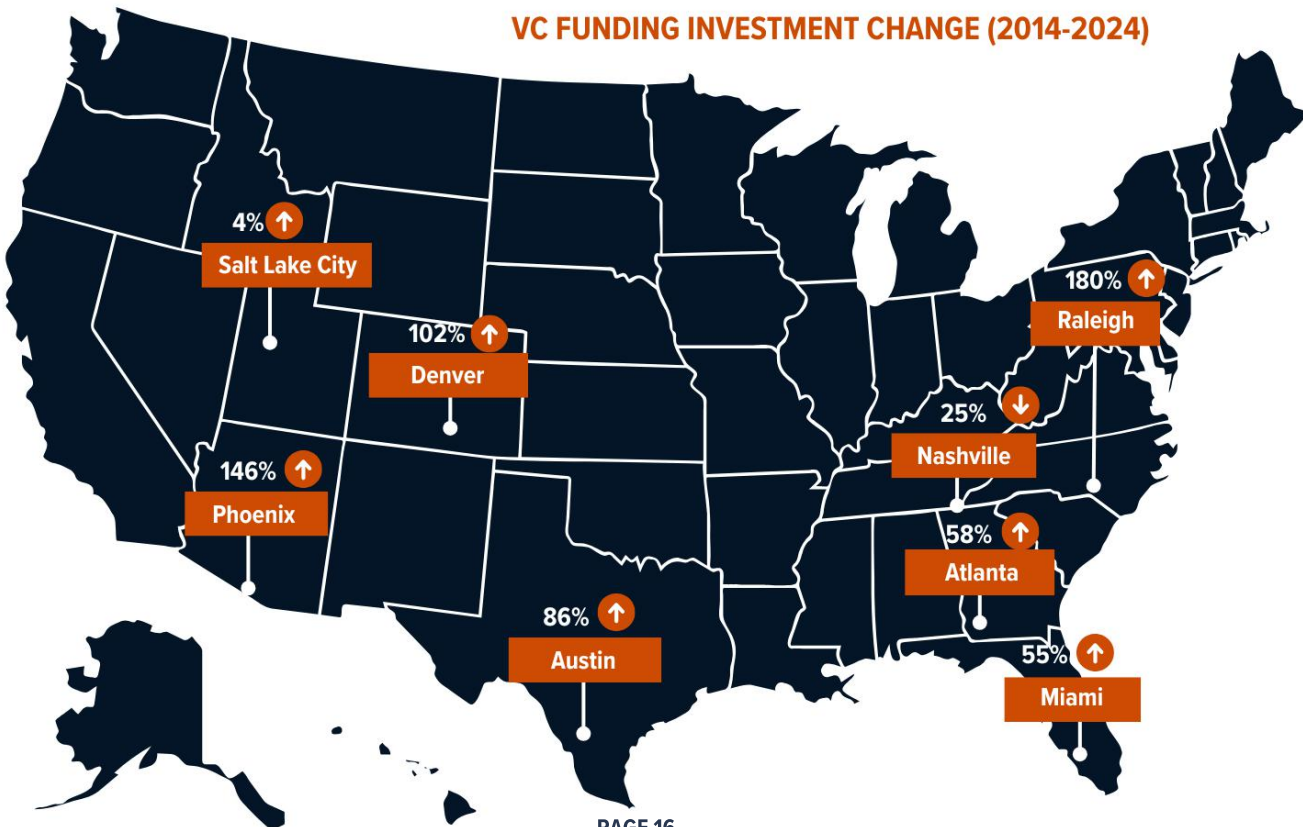 VC FUNDING INVESTMENT CHANGE (2014-2024)
4%
Salt Lake City
180%
Raleigh
102%
Denver
25%
Nashville
146%
Phoenix
58%
Atlanta
86%
Austin
55%
Miami
PAGE 16